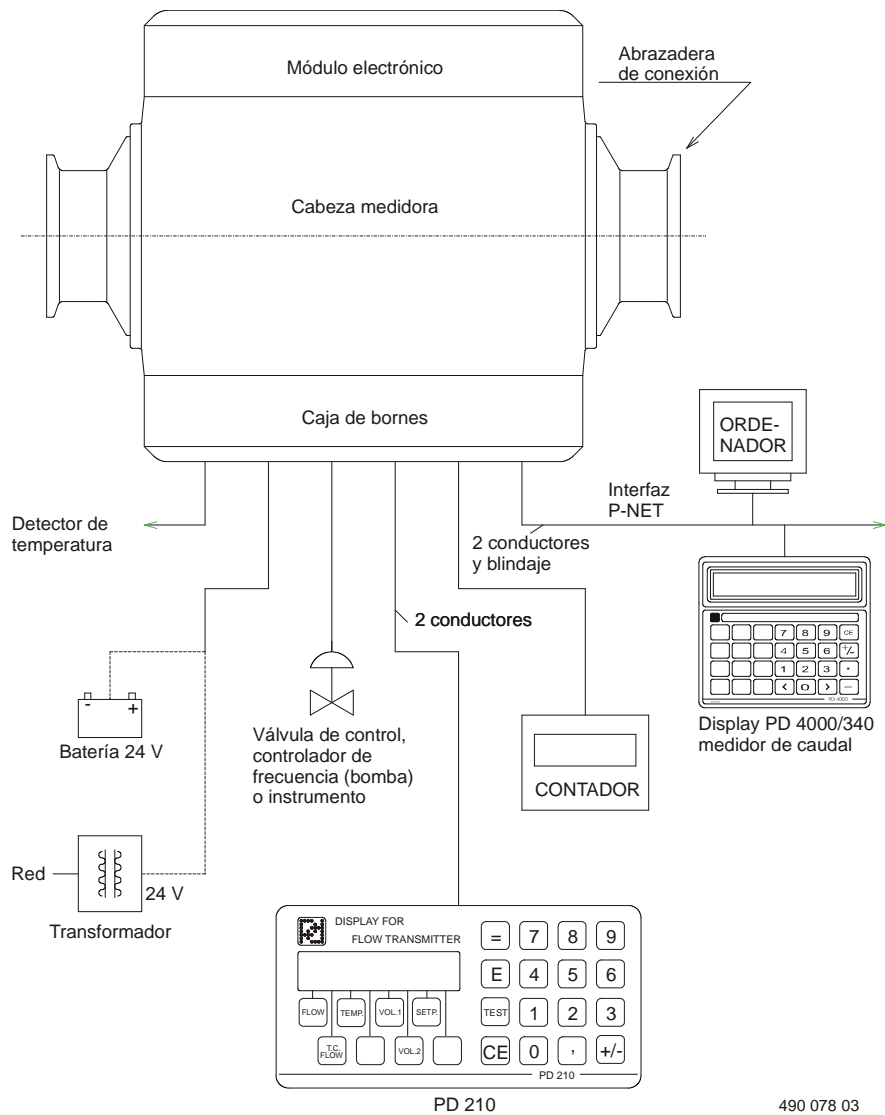 Módulo electrónico
Abrazadera
de conexión
Cabeza medidora
Caja de bornes
ORDE-
NADOR
Interfaz
P-NET
Detector de
temperatura
2 conductores
y blindaje
2 conductores
7 8 9 CE
4 5 6 +/-
1 2 3 .
< 0 > –
PD 4000
Display PD 4000/340
medidor de caudal
- +
Batería 24 V
Válvula de control,
controlador de
frecuencia (bomba)
o instrumento
CONTADOR
Red
24 V
Transformador
DISPLAY FOR
FLOW TRANSMITTER
= 7 8 9
E 4 5 6
FLOW TEMP. VOL.1 SETP.
TEST 1 2 3
T.C.
FLOW
VOL.2
CE 0 , +/-
PD 210
PD 210
490 078 03